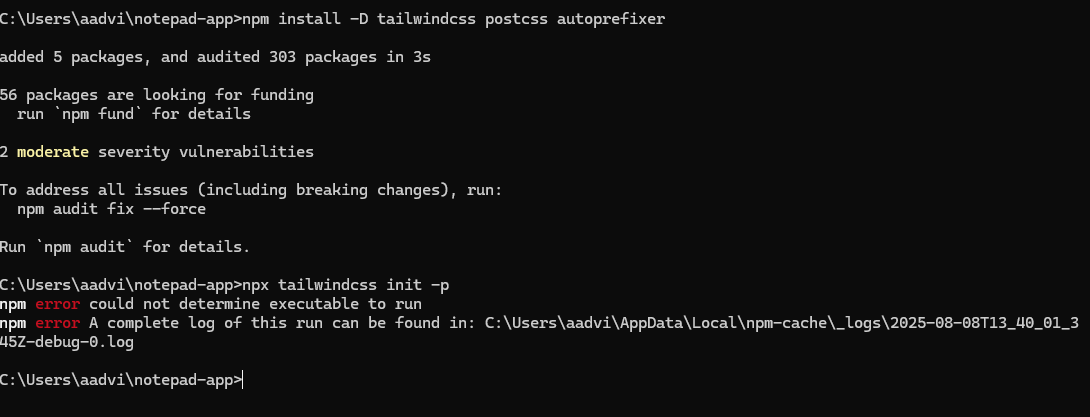 C:\Users\aadvi\notepad-app>npm install -D tailwindcss postcss autoprefixer
added 5 packages, and audited 303 packages in 3s
56 packages are looking for funding
  run `npm fund` for details
2 moderate severity vulnerabilities
To address all issues (including breaking changes), run:
  npm audit fix --force
Run `npm audit` for details.
C:\Users\aadvi\notepad-app>npx tailwindcss init -p
npm error could not determine executable to run
npm error A complete log of this run can be found in: C:\Users\aadvi\AppData\Local\npm-cache\_logs\2025-08-08T13_40_01_3
45Z-debug-0.log
C:\Users\aadvi\notepad-app>